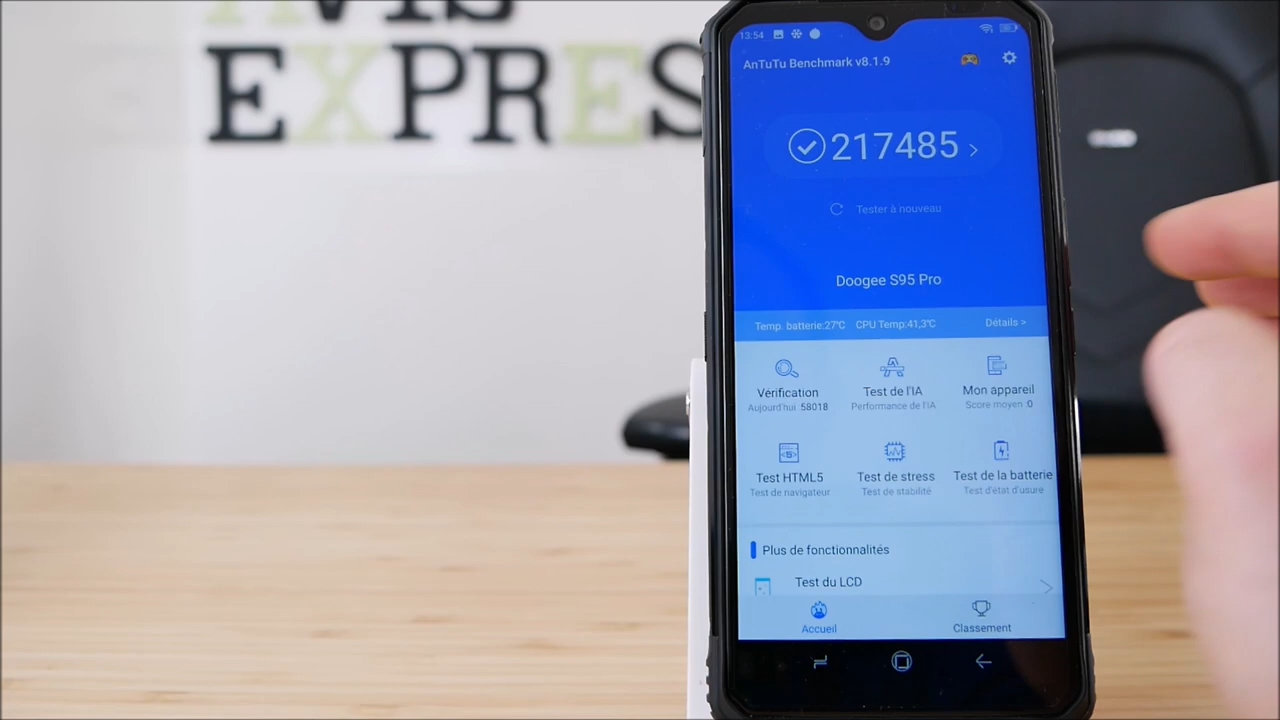 AVIS
EXPRES
13:54
AnTuTu Benchmark v8.1.9
217485
Tester à nouveau
Doogee S95 Pro
Temp. batterie:27°C CPU Temp:41,3°C Détails >
Vérification Test de l'IA Mon appareil
Aujourd'hui: 58018 Performance de l'IA Score moyen: 0
Test HTML5 Test de stress Test de la batterie
Test de navigateur Test de stabilité Test d'état d'usure
Plus de fonctionnalités
Test du LCD
Accueil Classement